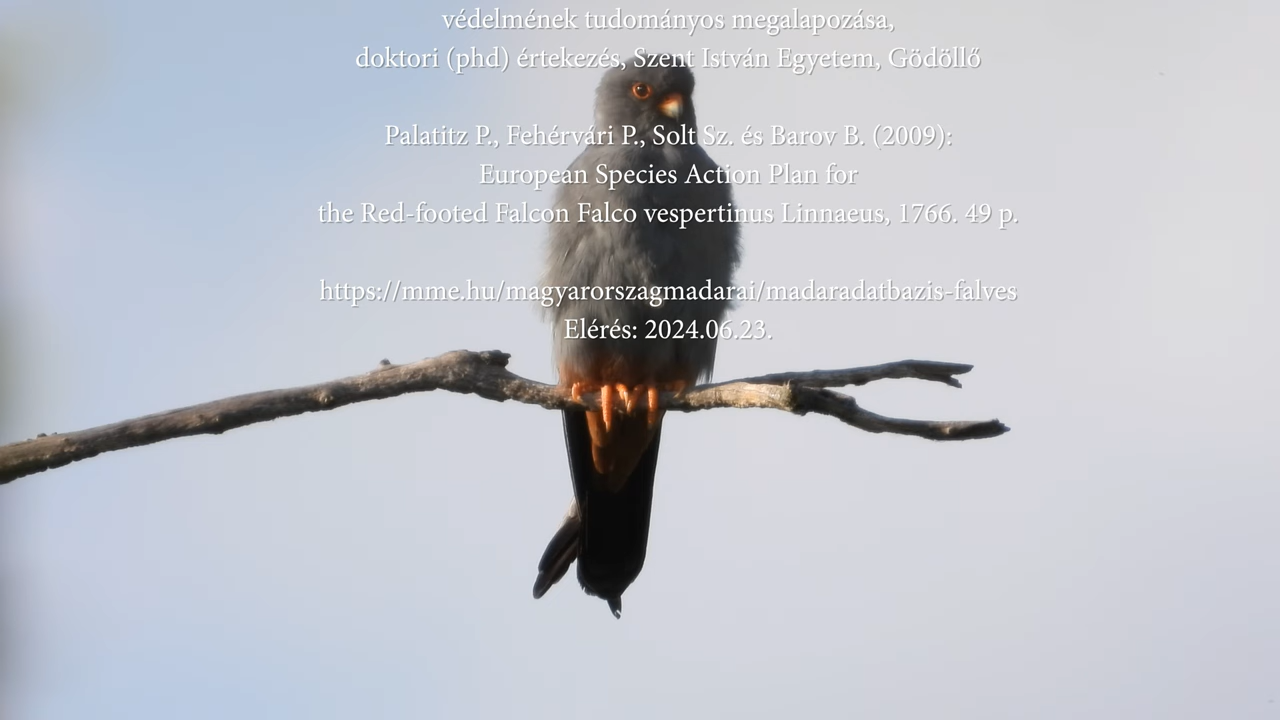 védelmének tudományos megalapozása,
doktori (phd) értekezés, Szent István Egyetem, Gödöllő
Palatitz P., Fehérvári P., Solt Sz. és Barov B. (2009):
European Species Action Plan for
the Red-footed Falcon Falco vespertinus Linnaeus, 1766. 49 p.
https://mme.hu/magyarorszagmadarai/madaradatbazis-falves
Elérés: 2024.06.23.